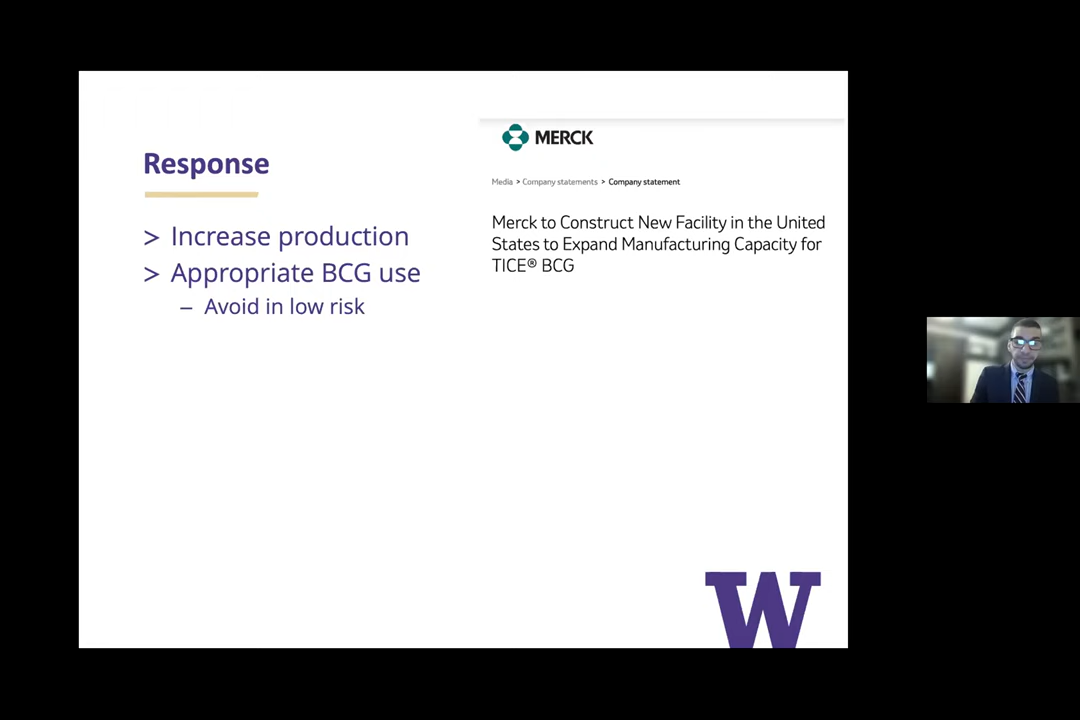 Response
> Increase production
> Appropriate BCG use
– Avoid in low risk
MERCK
Media > Company statements > Company statement
Merck to Construct New Facility in the United
States to Expand Manufacturing Capacity for
TICE® BCG
W